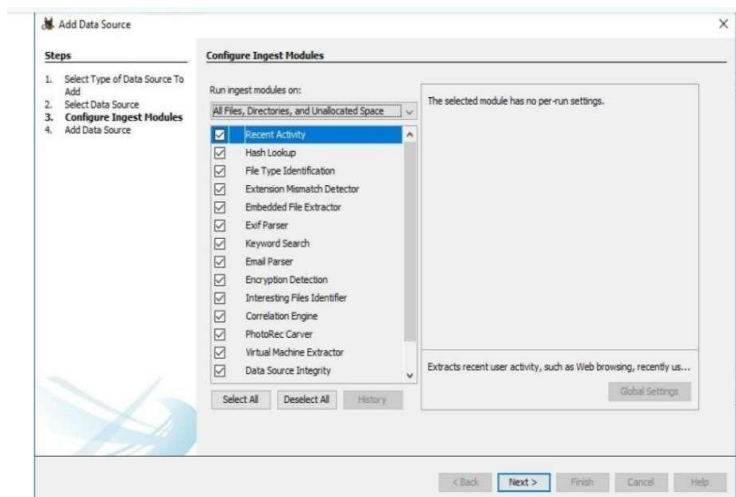 Add Data Source
Steps
1. Select Type of Data Source To
Add
2. Select Data Source
3. Configure Ingest Modules
4. Add Data Source
Configure Ingest Modules
Run ingest modules on:
All Files, Directories, and Unallocated Space
Recent Activity
Hash Lookup
File Type Identification
Extension Mismatch Detector
Embedded File Extractor
Exif Parser
Keyword Search
Email Parser
Encryption Detection
Interesting Files Identifier
Correlation Engine
PhotoRec Carver
Virtual Machine Extractor
Data Source Integrity
Select All Deselect All History
The selected module has no per-run settings.
Extracts recent user activity, such as Web browsing, recently us...
Global Settings
< Back Next > Finish Cancel Help